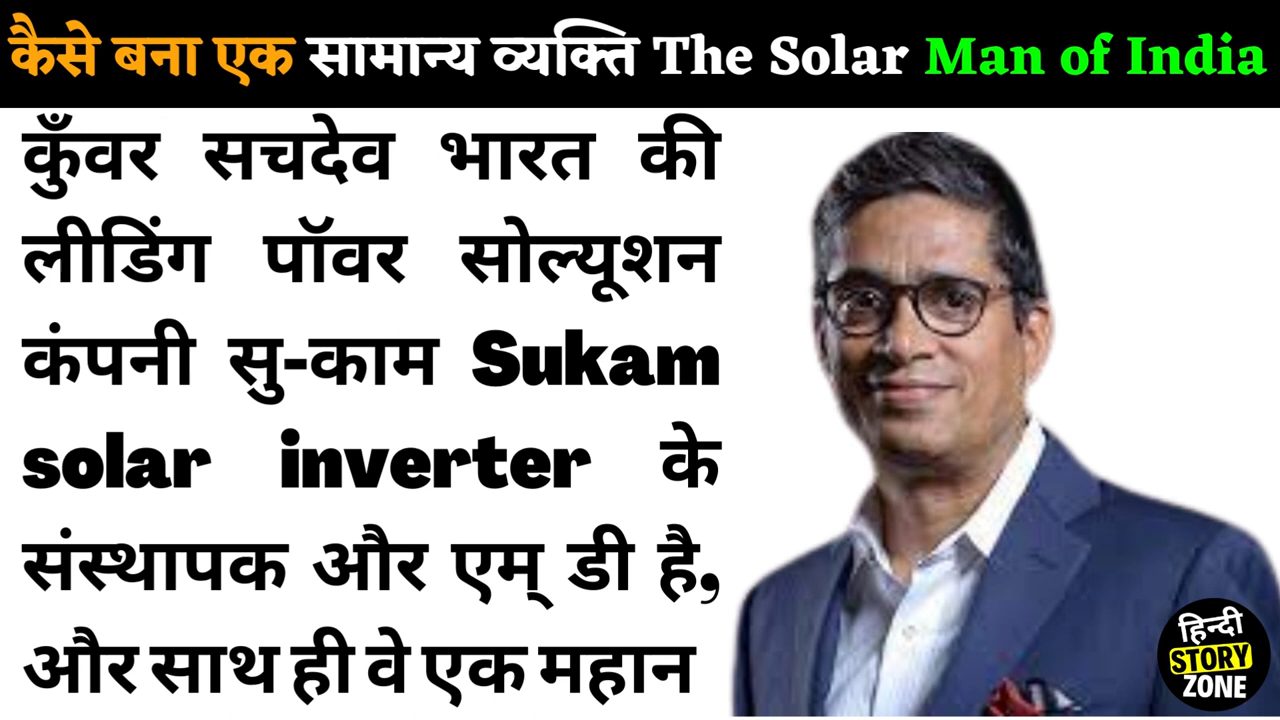 कैसे बना एक सामान्य व्यक्ति The Solar Man of India
कुँवर सचदेव भारत की
लीडिंग पॉवर सोल्यूशन
कंपनी सु-काम Sukam
solar inverter के
संस्थापक और एम् डी है,
और साथ ही वे एक महान
हिन्दी
STORY
ZONE